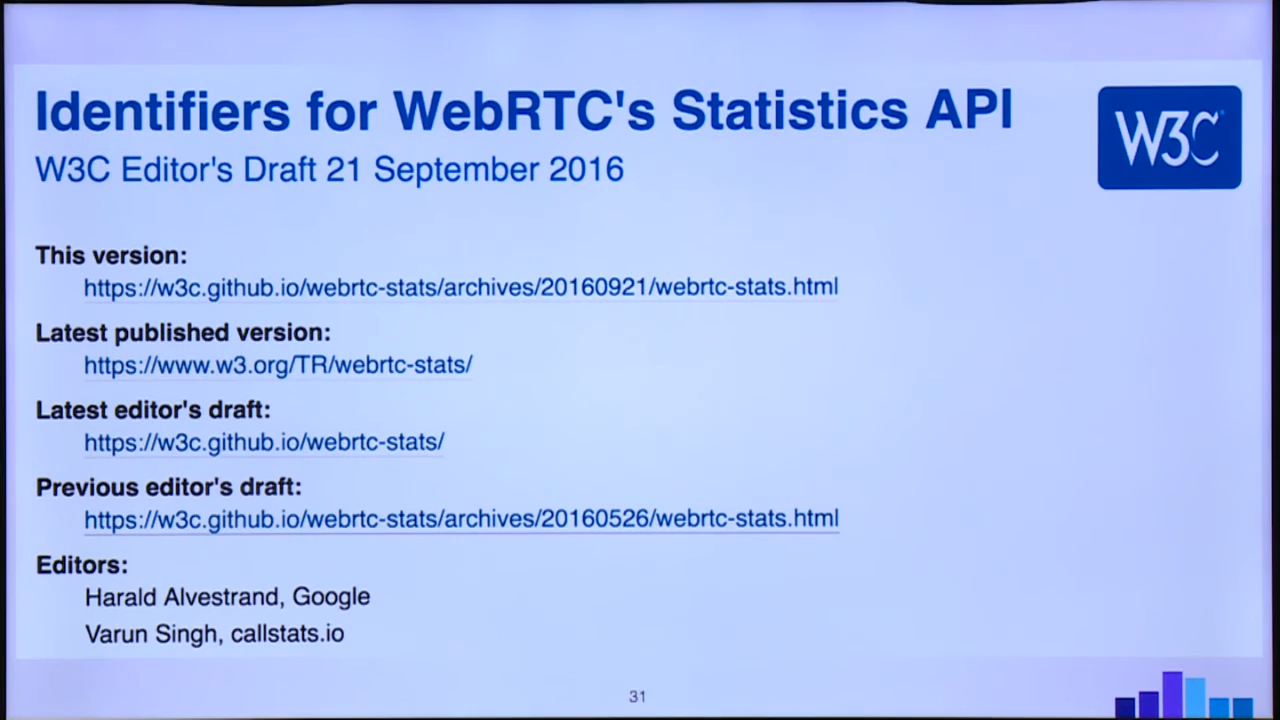 Identifiers for WebRTC's Statistics API
W3C Editor's Draft 21 September 2016
W3C
This version:
https://w3c.github.io/webrtc-stats/archives/20160921/webrtc-stats.html
Latest published version:
https://www.w3.org/TR/webrtc-stats/
Latest editor's draft:
https://w3c.github.io/webrtc-stats/
Previous editor's draft:
https://w3c.github.io/webrtc-stats/archives/20160526/webrtc-stats.html
Editors:
Harald Alvestrand, Google
Varun Singh, callstats.io
31